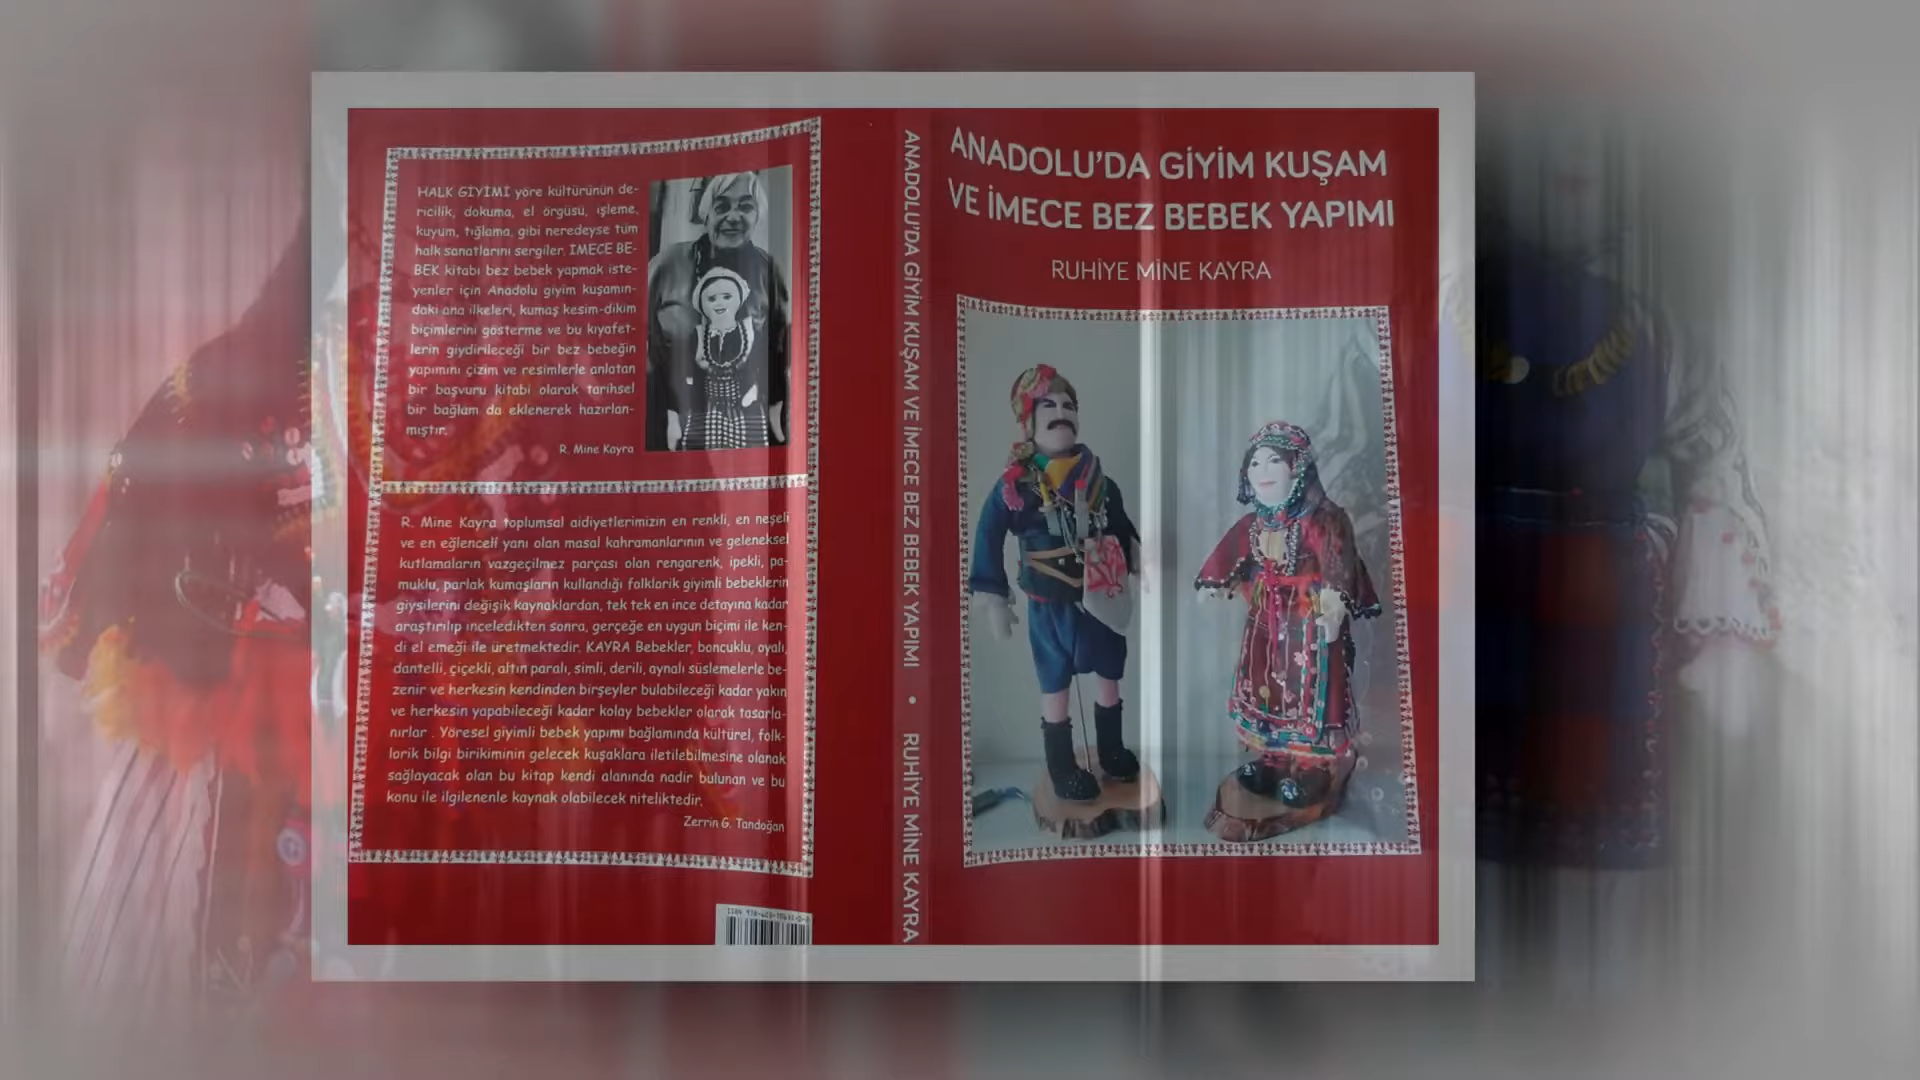 HALK GİYİMİ yöre kültürünün de-
ricilik, dokuma, el örgüsü, işleme,
kuyum, tığlama, gibi neredeyse tüm
halk sanatlarını sergiler. İMECE BE-
BEK kitabı bez bebek yapmak iste-
yenler için Anadolu giyim kuşamın-
daki ana ilkeleri, kumaş kesim-dikim
biçimlerini gösterme ve bu kıyafet-
lerin giydirileceği bir bez bebeğin
yapımını çizim ve resimlerle anlatan
bir başvuru kitabı olarak tarihsel
bir bağlam da eklenerek hazırlan-
mıştır.
R. Mine Kayra
R. Mine Kayra toplumsal aidiyetlerimizin en renkli, en neşeli
ve en eğlenceli yanı olan masal kahramanlarının ve geleneksel
kutlamaların vazgeçilmez parçası olan rengarenk, ipekli, pa-
muklu, parlak kumaşların kullandığı folklorik giyimli bebeklerin
giysilerini değişik kaynaklardan, tek tek en ince detayına kadar
araştırılıp inceledikten sonra, gerçeğe en uygun biçimi ile ken-
di el emeği ile üretmektedir. KAYRA Bebekler, boncuklu, oyalı,
dantelli, çiçekli, altın paralı, simli, derili, aynalı süslemelerle be-
zenir ve herkesin kendinden birşeyler bulabileceği kadar yakın
ve herkesin yapabileceği kadar kolay bebekler olarak tasarla-
nırlar . Yöresel giyimli bebek yapımı bağlamında kültürel, folk-
lorik bilgi birikiminin gelecek kuşaklara iletilebilmesine olanak
sağlayacak olan bu kitap kendi alanında nadir bulunan ve bu
konu ile ilgilenenle kaynak olabilecek niteliktedir.
Zerrin G. Tandoğan
ANADOLU'DA GİYİM KUŞAM VE İMECE BEZ BEBEK YAPIMI • RUHİYE MİNE KAYRA
ANADOLU'DA GİYİM KUŞAM
VE İMECE BEZ BEBEK YAPIMI
RUHİYE MİNE KAYRA